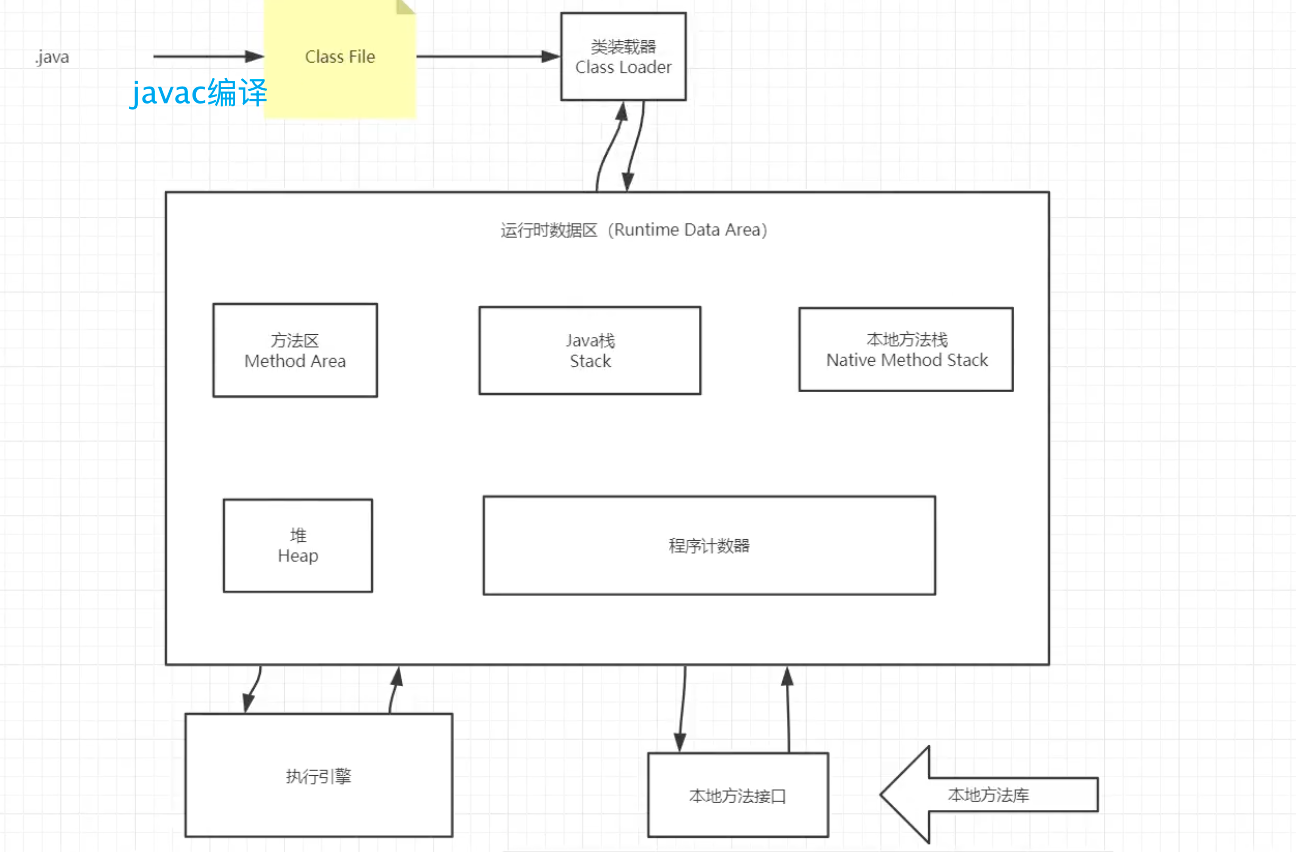 .java
javac编译
Class File
类装载器
Class Loader
运行时数据区（Runtime Data Area）
方法区
Method Area
Java栈
Stack
本地方法栈
Native Method Stack
堆
Heap
程序计数器
执行引擎
本地方法接口
本地方法库